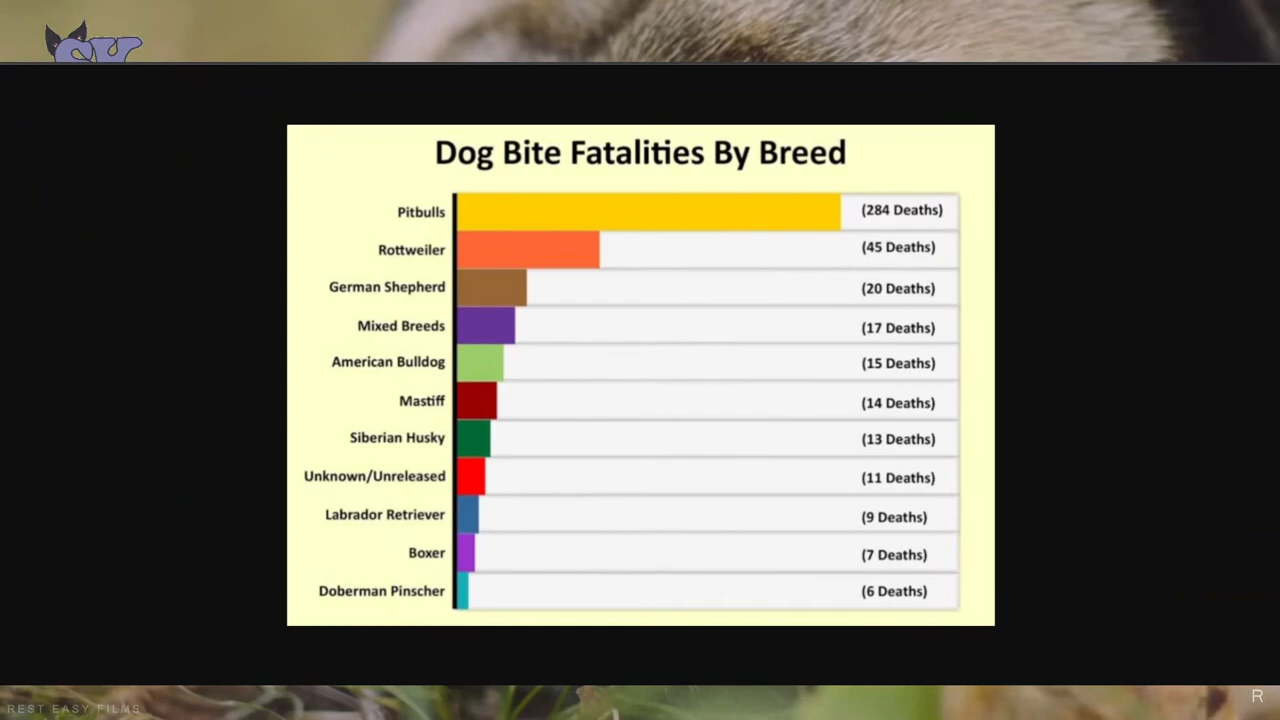 CV
Dog Bite Fatalities By Breed
Pitbulls (284 Deaths)
Rottweiler (45 Deaths)
German Shepherd (20 Deaths)
Mixed Breeds (17 Deaths)
American Bulldog (15 Deaths)
Mastiff (14 Deaths)
Siberian Husky (13 Deaths)
Unknown/Unreleased (11 Deaths)
Labrador Retriever (9 Deaths)
Boxer (7 Deaths)
Doberman Pinscher (6 Deaths)
REST EASY FILMS R